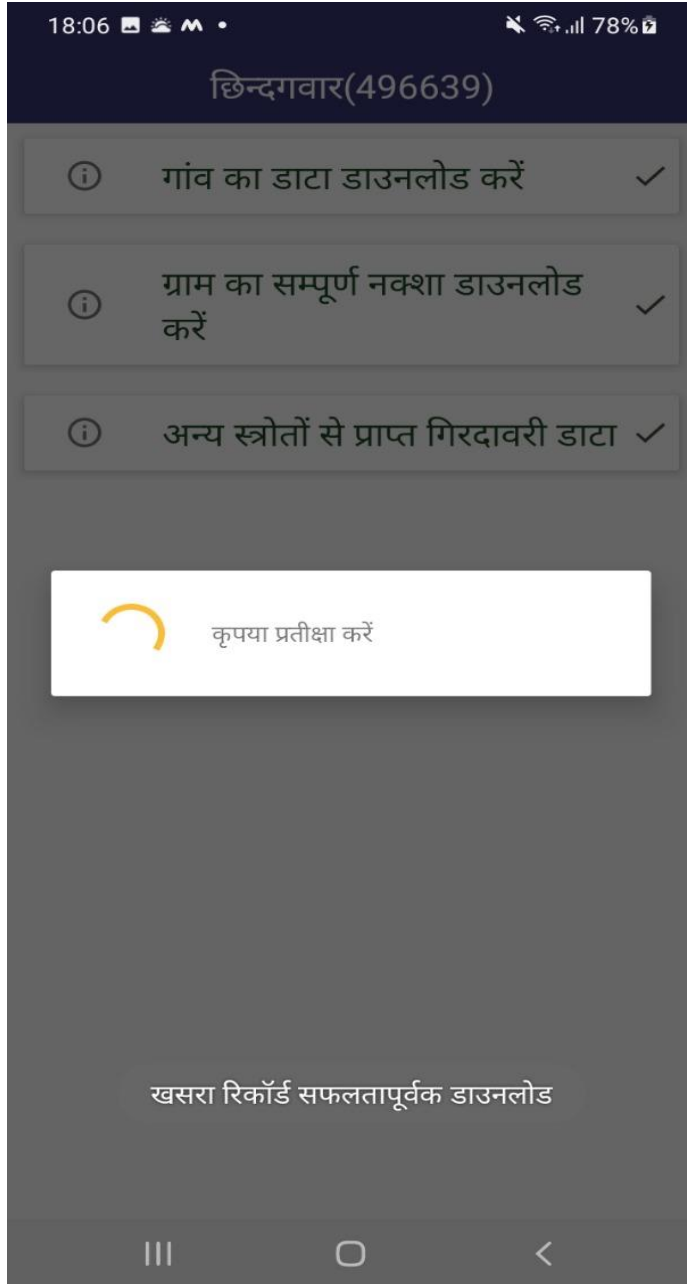 18:06 78%
छिन्दगवार(496639)
गांव का डाटा डाउनलोड करें
ग्राम का सम्पूर्ण नक्शा डाउनलोड
करें
अन्य स्त्रोतों से प्राप्त गिरदावरी डाटा
कृपया प्रतीक्षा करें
खसरा रिकॉर्ड सफलतापूर्वक डाउनलोड